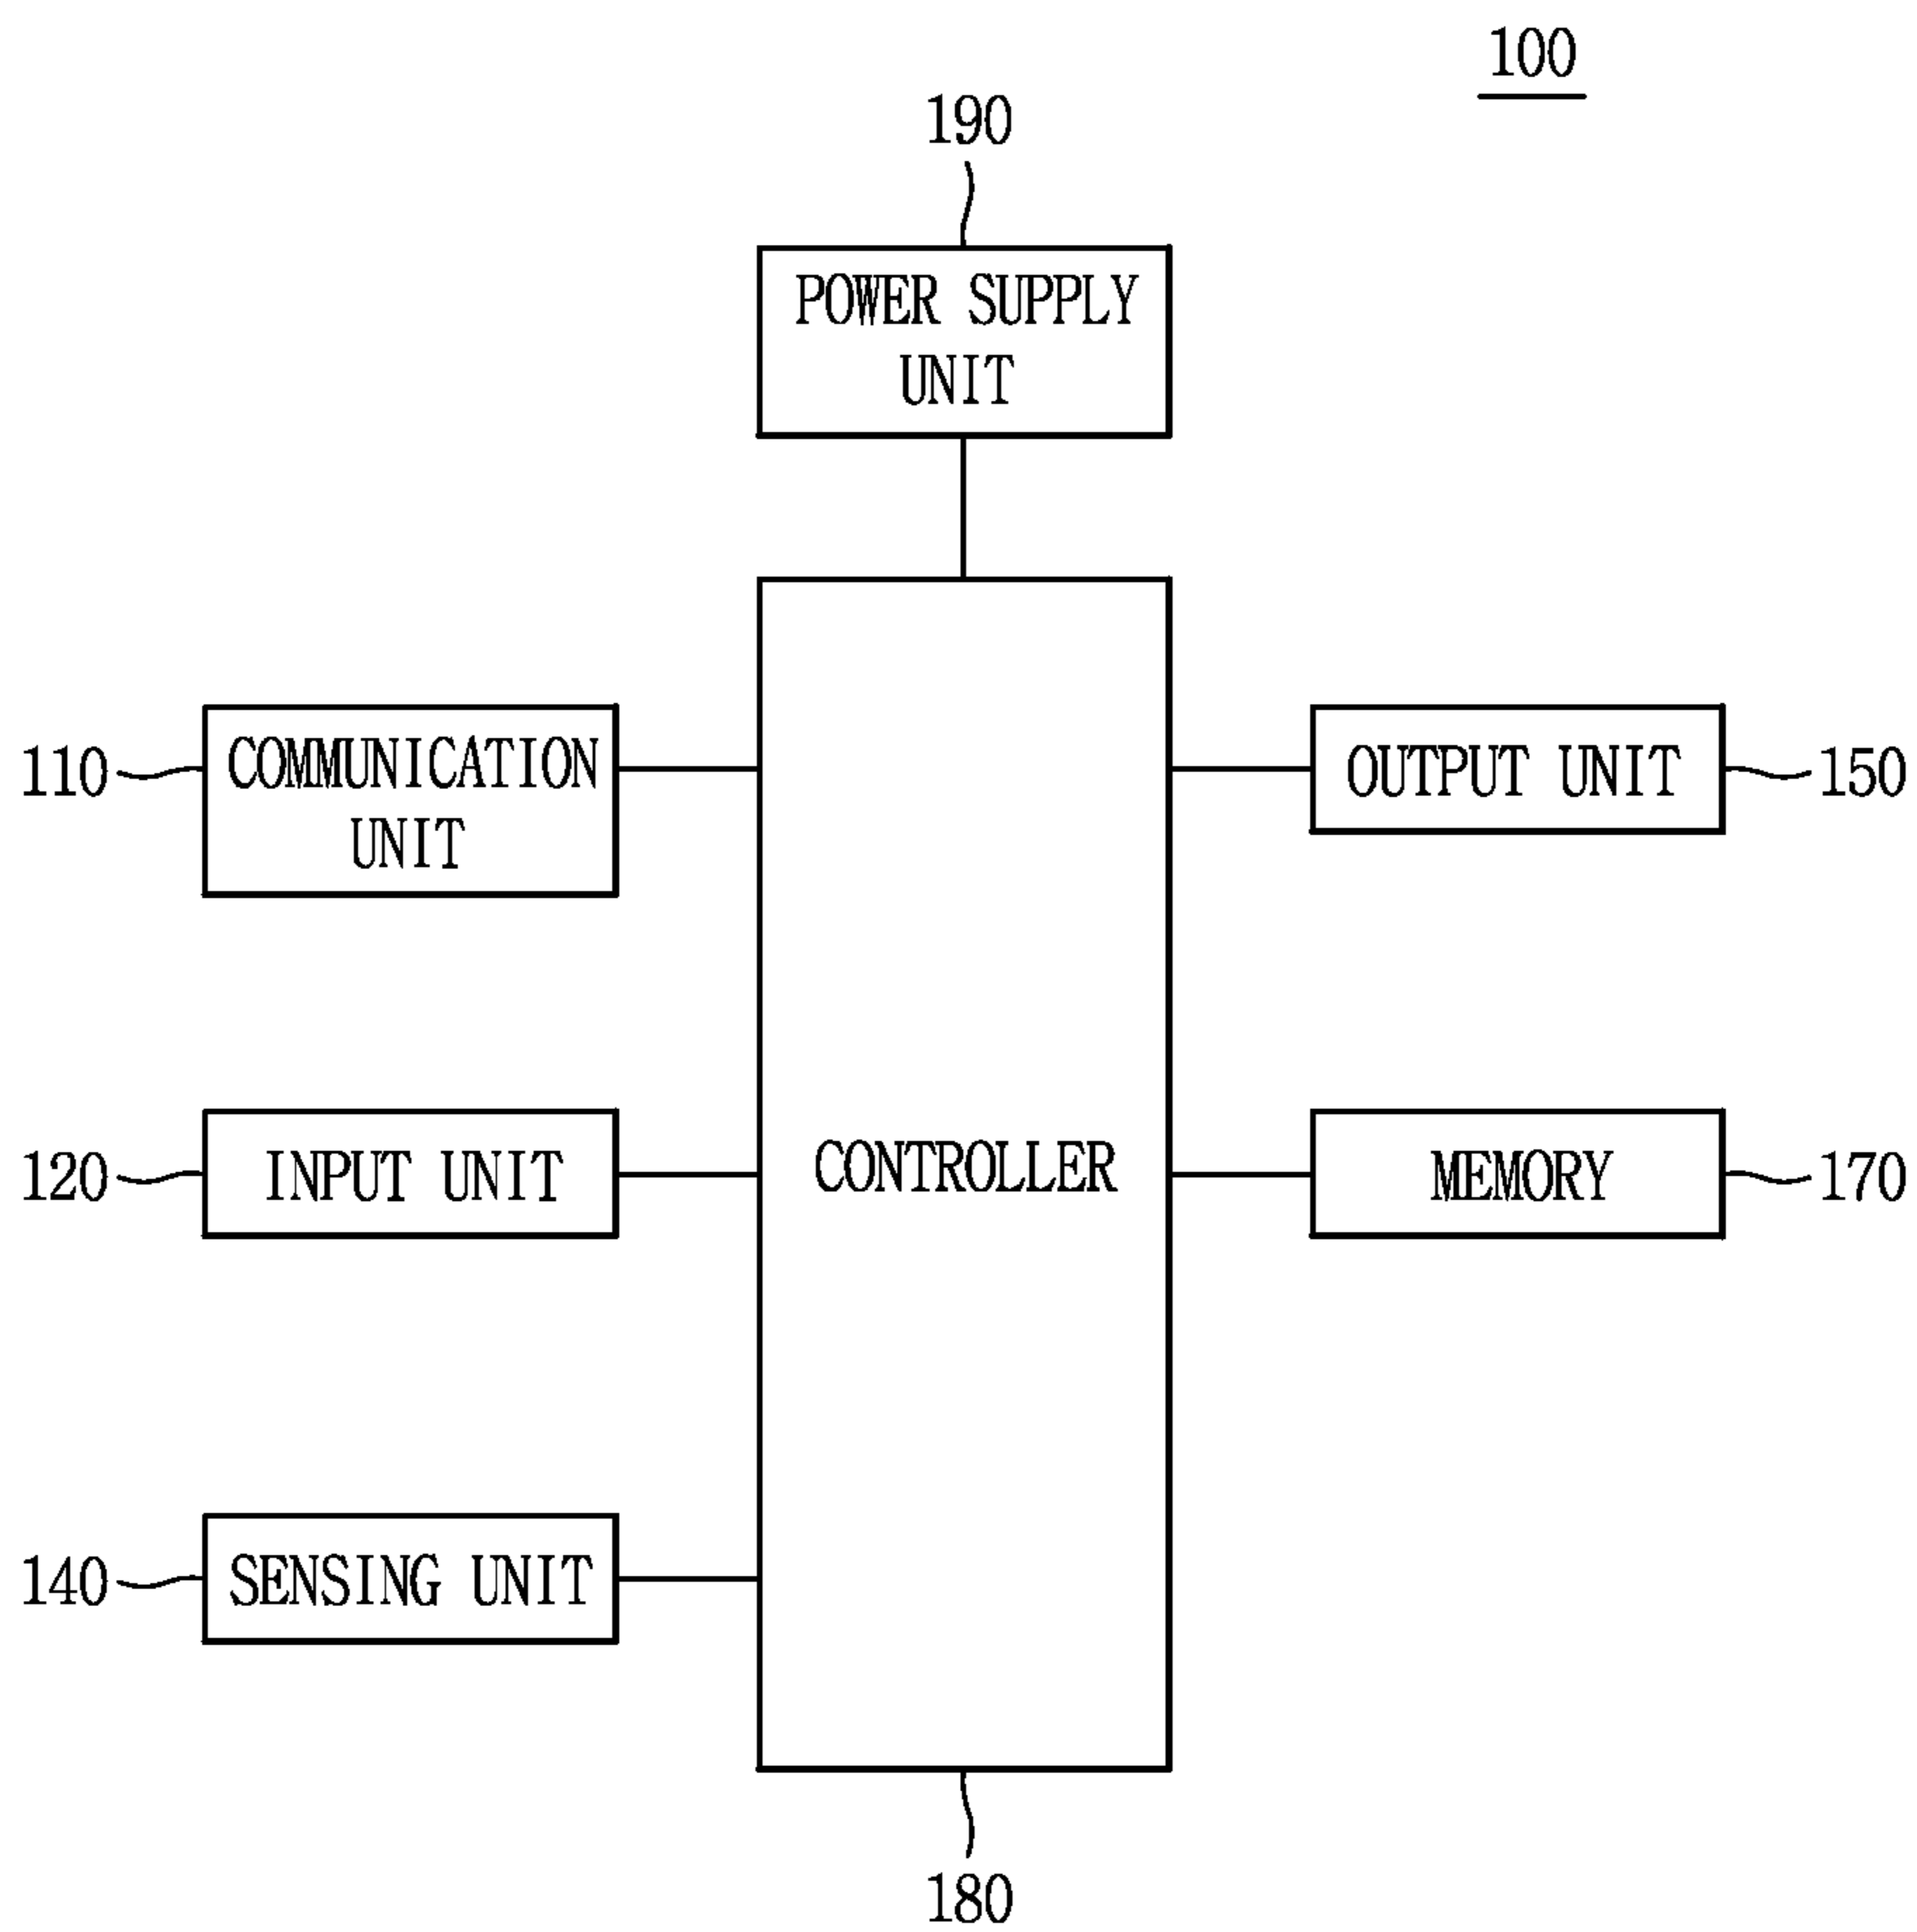 100
190
POWER SUPPLY
UNIT
110
COMMUNICATION
UNIT
OUTPUT UNIT
150
120
INPUT UNIT
CONTROLLER
MEMORY
170
140
SENSING UNIT
180